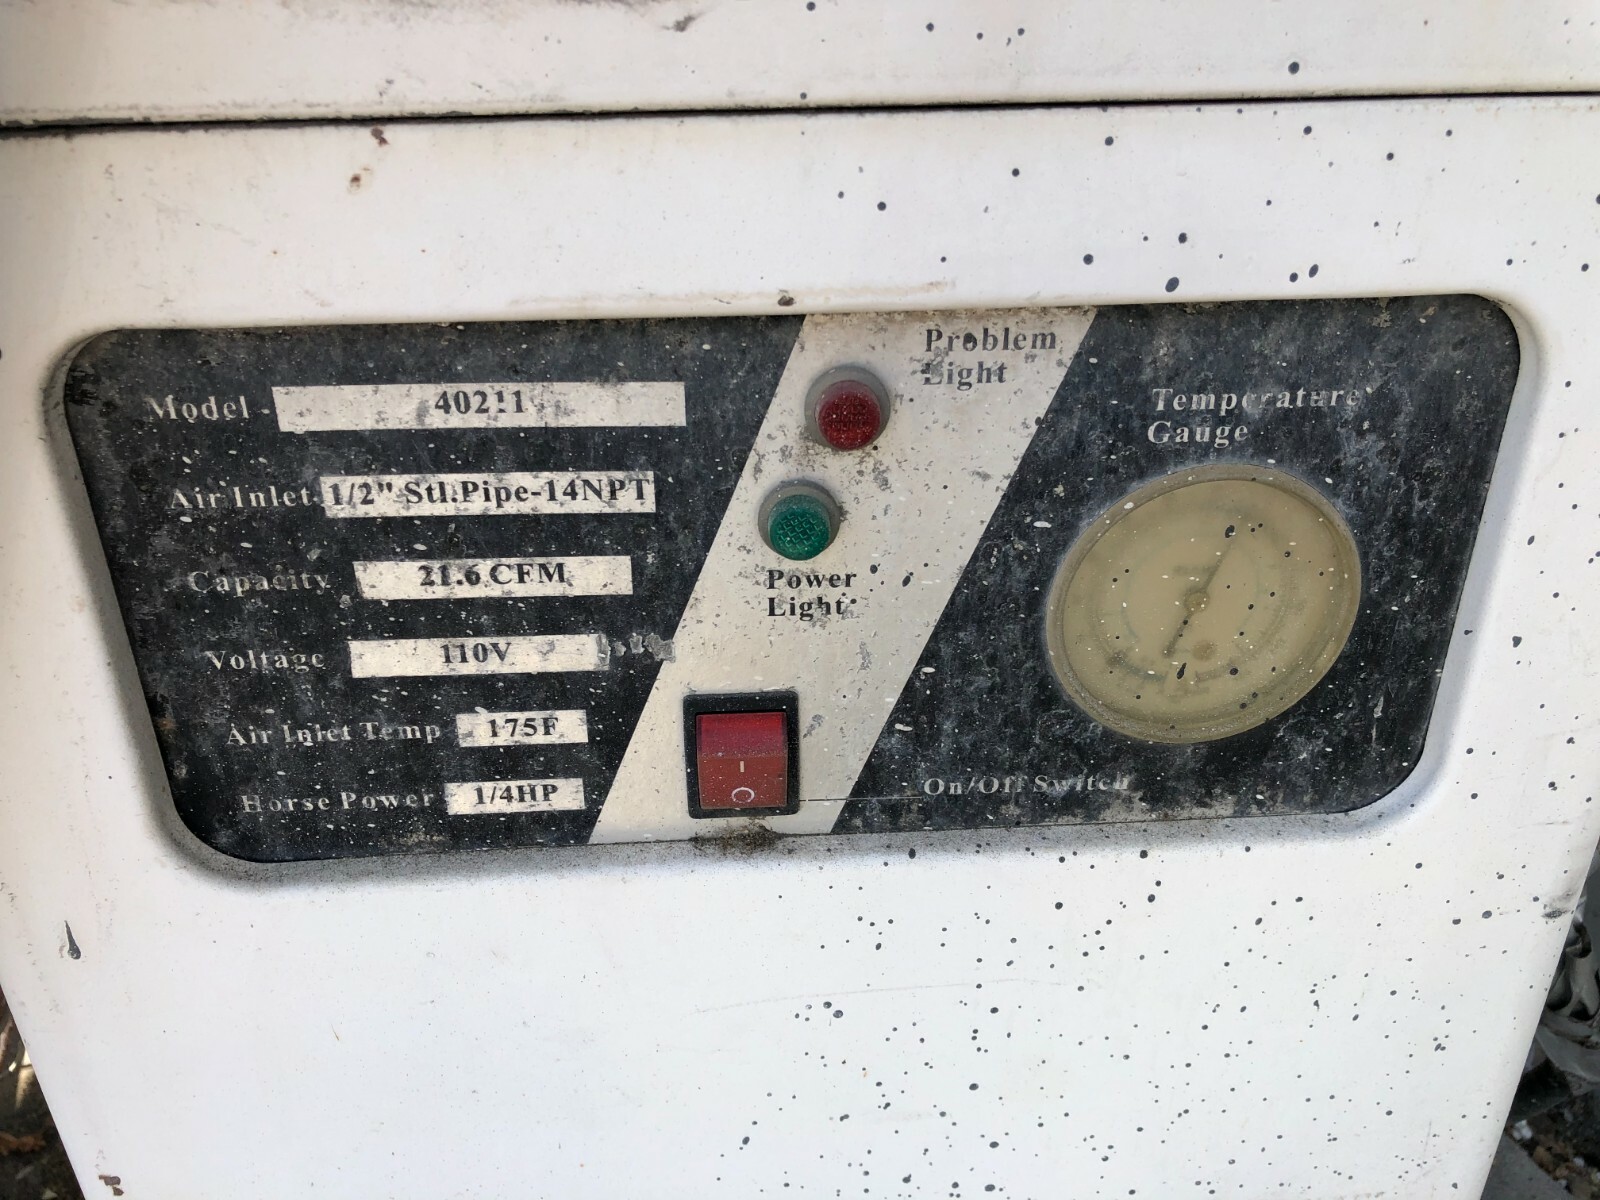 Model 40211
Air Inlet 1/2" Stl.Pipe-14NPT
Capacity 21.6 CFM
Voltage 110V
Air Inlet Temp 175F
Horse Power 1/4HP
Problem
Light
Power
Light
I
O
On/Off Switch
Temperature
Gauge